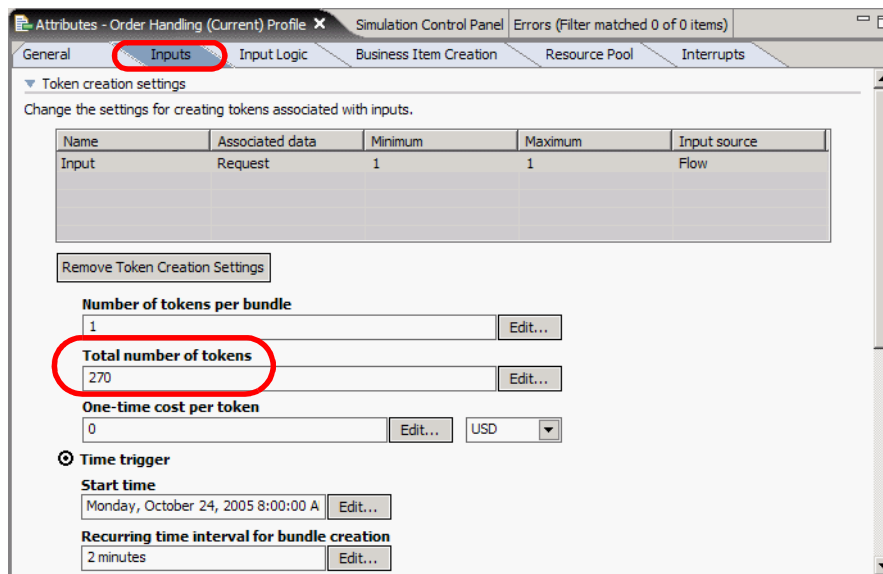 Attributes - Order Handling (Current) Profile Simulation Control Panel Errors (Filter matched 0 of 0 items)
General Inputs Input Logic Business Item Creation Resource Pool Interrupts
Token creation settings
Change the settings for creating tokens associated with inputs.
Name Associated data Minimum Maximum Input source
Input Request 1 1 Flow
Remove Token Creation Settings
Number of tokens per bundle
1 Edit...
Total number of tokens
270 Edit...
One-time cost per token
0 Edit... USD
Time trigger
Start time
Monday, October 24, 2005 8:00:00 A Edit...
Recurring time interval for bundle creation
2 minutes Edit...